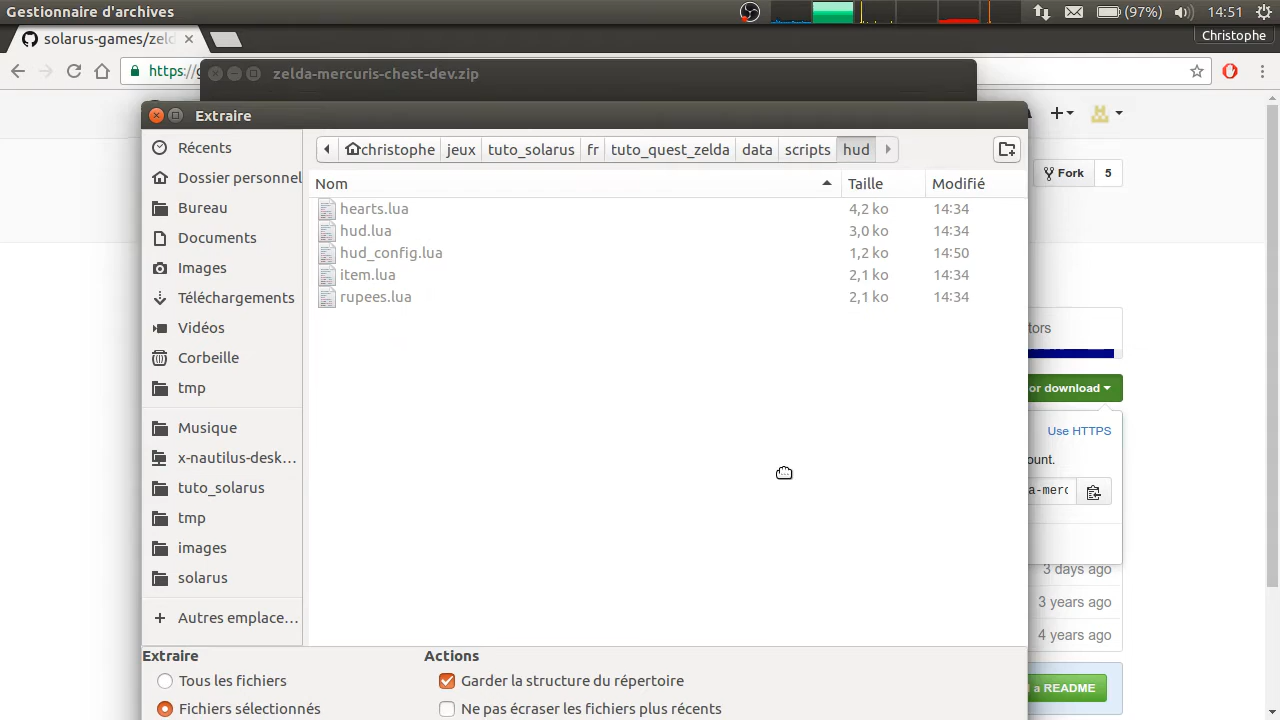 Gestionnaire d'archives
(97%)
14:51
solarus-games/zeld
Christophe
https://g
zelda-mercuris-chest-dev.zip
Extraire
christophe
jeux
tuto_solarus
fr
tuto_quest_zelda
data
scripts
hud
Récents
Dossier personnel
Bureau
Documents
Images
Téléchargements
Vidéos
Corbeille
tmp
Musique
x-nautilus-desk...
tuto_solarus
tmp
images
solarus
Autres emplace...
Nom Taille Modifié
hearts.lua 4,2 ko 14:34
hud.lua 3,0 ko 14:34
hud_config.lua 1,2 ko 14:50
item.lua 2,1 ko 14:34
rupees.lua 2,1 ko 14:34
Extraire
Tous les fichiers
Fichiers sélectionnés
Actions
Garder la structure du répertoire
Ne pas écraser les fichiers plus récents
Fork 5
tors
or download
Use HTTPS
ount.
a-merc
3 days ago
3 years ago
4 years ago
a README